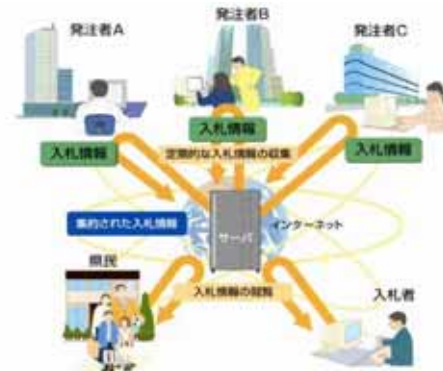 発注者A
発注者B
発注者C
入札情報
入札情報
入札情報
定期的な入札情報の収集
集約された入札情報
サーバ
インターネット
県民
入札情報の閲覧
入札者